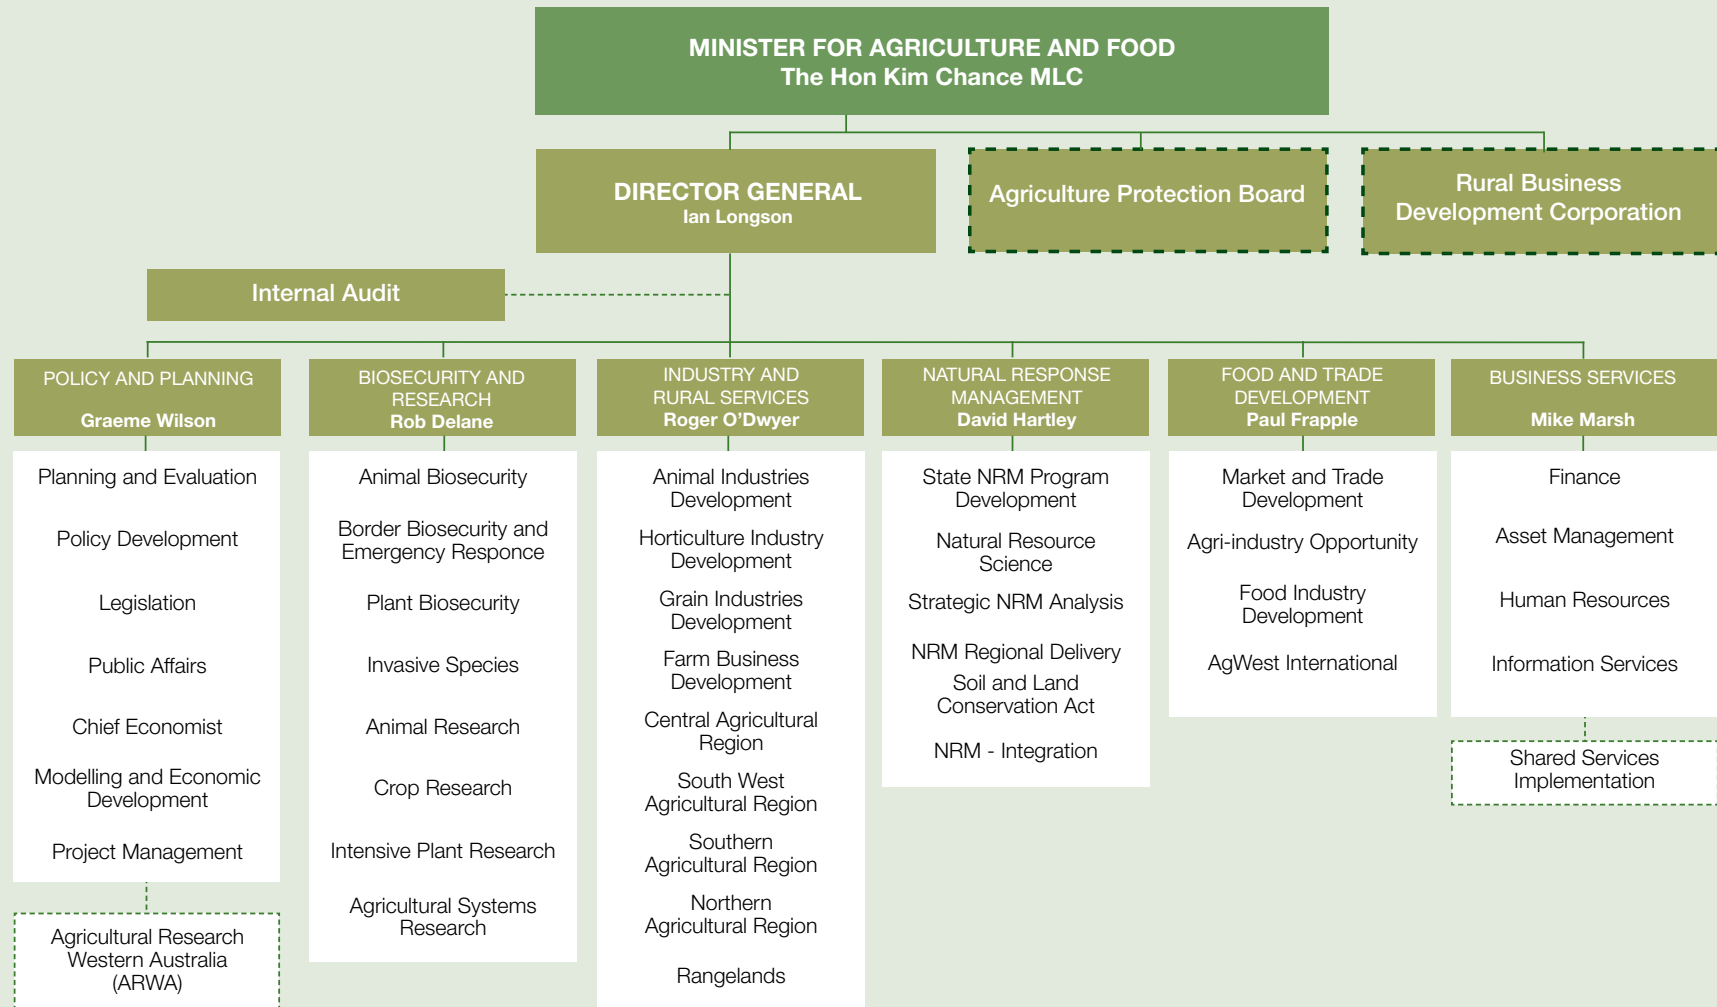 MINISTER FOR AGRICULTURE AND FOOD
The Hon Kim Chance MLC
DIRECTOR GENERAL
Ian Longson
Agriculture Protection Board
Rural Business
Development Corporation
Internal Audit
POLICY AND PLANNING
Graeme Wilson
Planning and Evaluation
Policy Development
Legislation
Public Affairs
Chief Economist
Modelling and Economic
Development
Project Management
Agricultural Research
Western Australia
(ARWA)
BIOSECURITY AND
RESEARCH
Rob Delane
Animal Biosecurity
Border Biosecurity and
Emergency Responce
Plant Biosecurity
Invasive Species
Animal Research
Crop Research
Intensive Plant Research
Agricultural Systems
Research
INDUSTRY AND
RURAL SERVICES
Roger O’Dwyer
Animal Industries
Development
Horticulture Industry
Development
Grain Industries
Development
Farm Business
Development
Central Agricultural
Region
South West
Agricultural Region
Southern
Agricultural Region
Northern
Agricultural Region
Rangelands
NATURAL RESPONSE
MANAGEMENT
David Hartley
State NRM Program
Development
Natural Resource
Science
Strategic NRM Analysis
NRM Regional Delivery
Soil and Land
Conservation Act
NRM - Integration
FOOD AND TRADE
DEVELOPMENT
Paul Frapple
Market and Trade
Development
Agri-industry Opportunity
Food Industry
Development
AgWest International
BUSINESS SERVICES
Mike Marsh
Finance
Asset Management
Human Resources
Information Services
Shared Services
Implementation